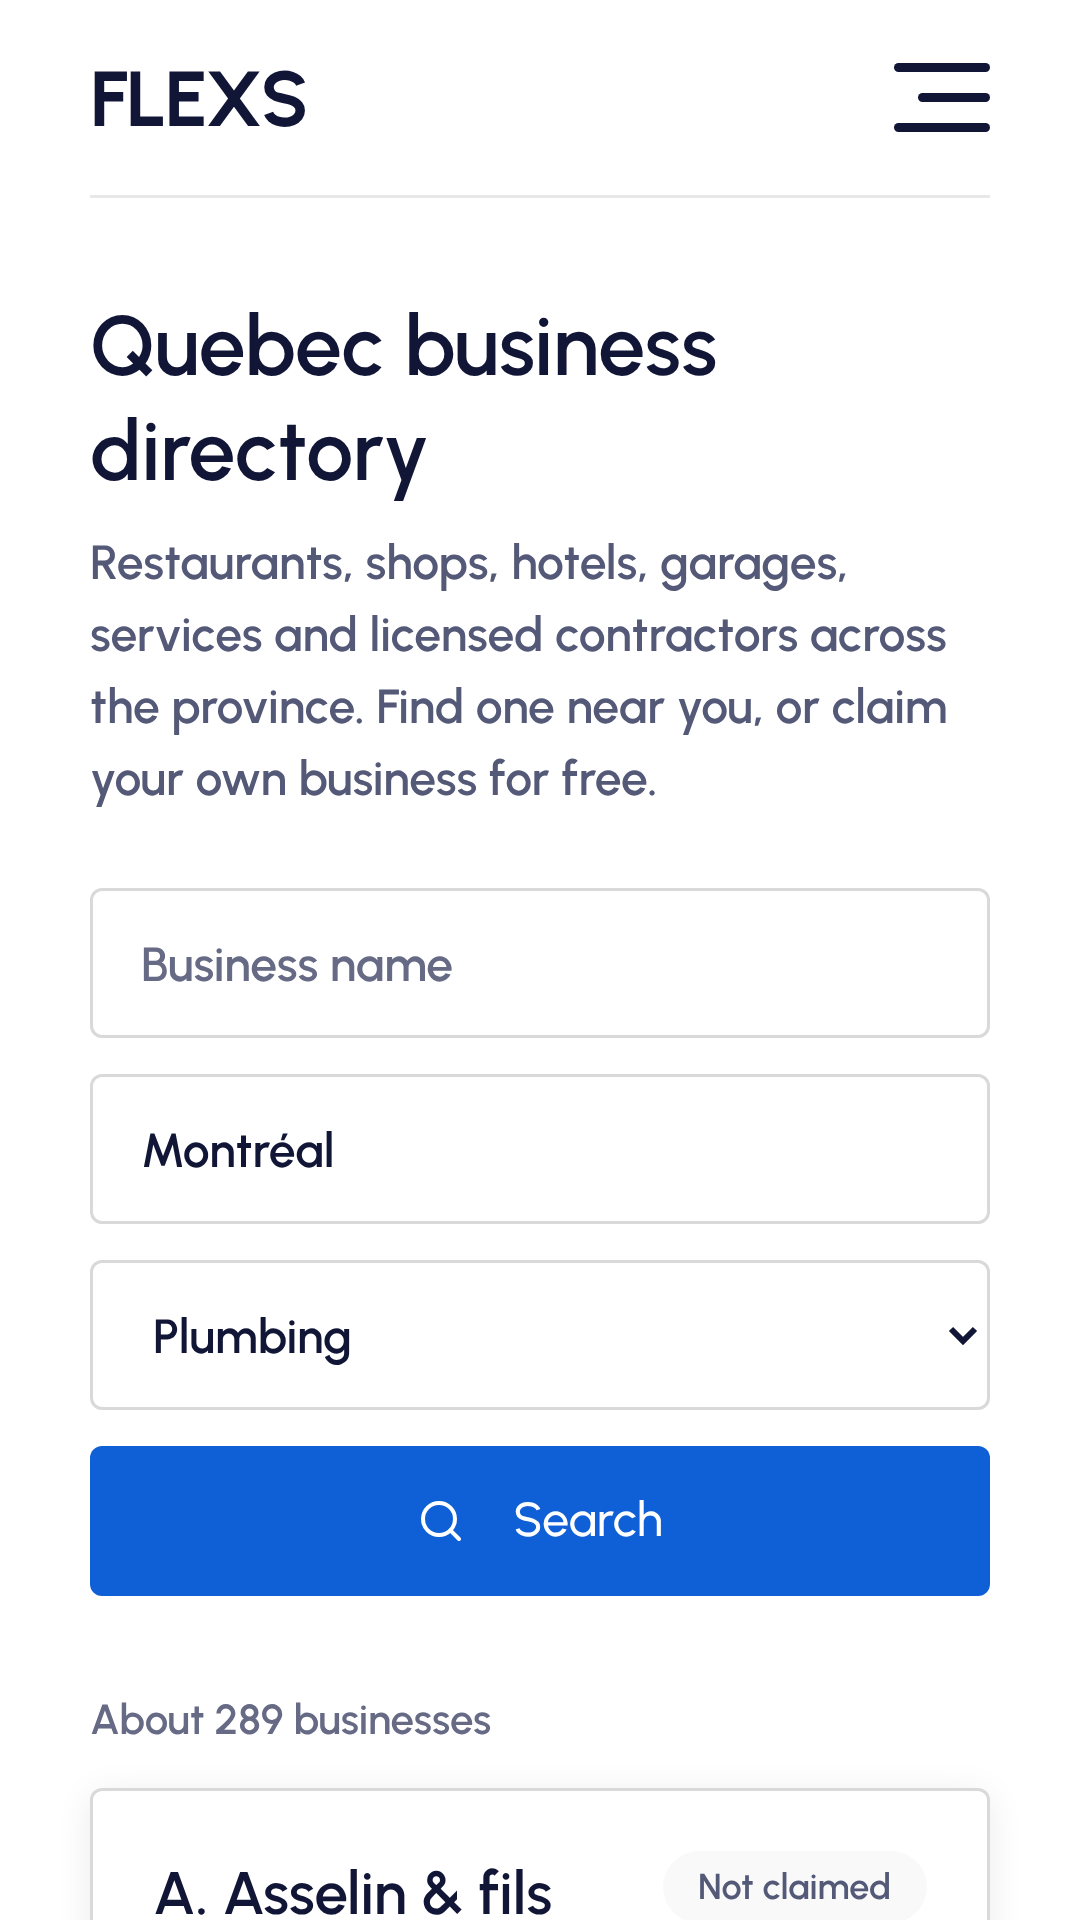 FLEXS
Quebec business
directory
Restaurants, shops, hotels, garages,
services and licensed contractors across
the province. Find one near you, or claim
your own business for free.
Business name
Montréal
Plumbing
Search
About 289 businesses
A. Asselin & fils
Not claimed